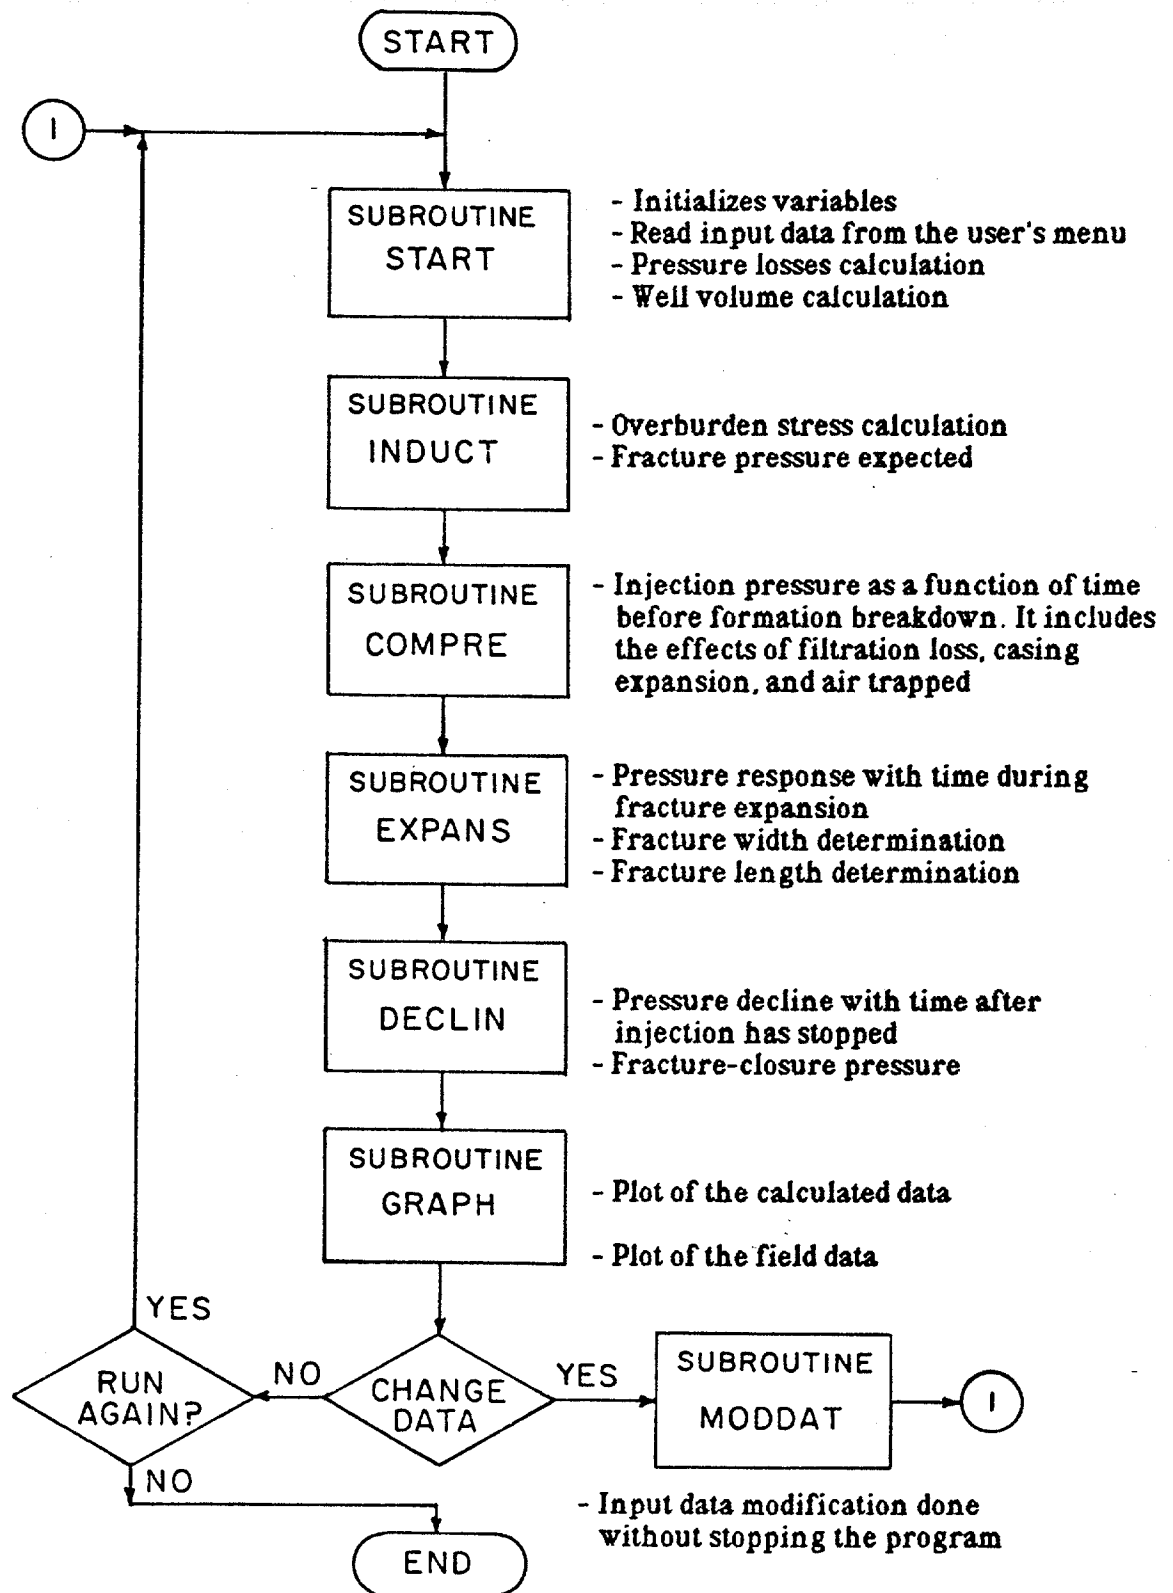 START
I
SUBROUTINE
START
- Initializes variables
- Read input data from the user's menu
- Pressure losses calculation
- Well volume calculation
SUBROUTINE
INDUCT
- Overburden stress calculation
- Fracture pressure expected
SUBROUTINE
COMPRE
- Injection pressure as a function of time
before formation breakdown. It includes
the effects of filtration loss, casing
expansion, and air trapped
SUBROUTINE
EXPANS
- Pressure response with time during
fracture expansion
- Fracture width determination
- Fracture length determination
SUBROUTINE
DECLIN
- Pressure decline with time after
injection has stopped
- Fracture-closure pressure
SUBROUTINE
GRAPH
- Plot of the calculated data
- Plot of the field data
YES
RUN
AGAIN?
NO
CHANGE
DATA
YES
SUBROUTINE
MODDAT
I
NO
- Input data modification done
without stopping the program
END